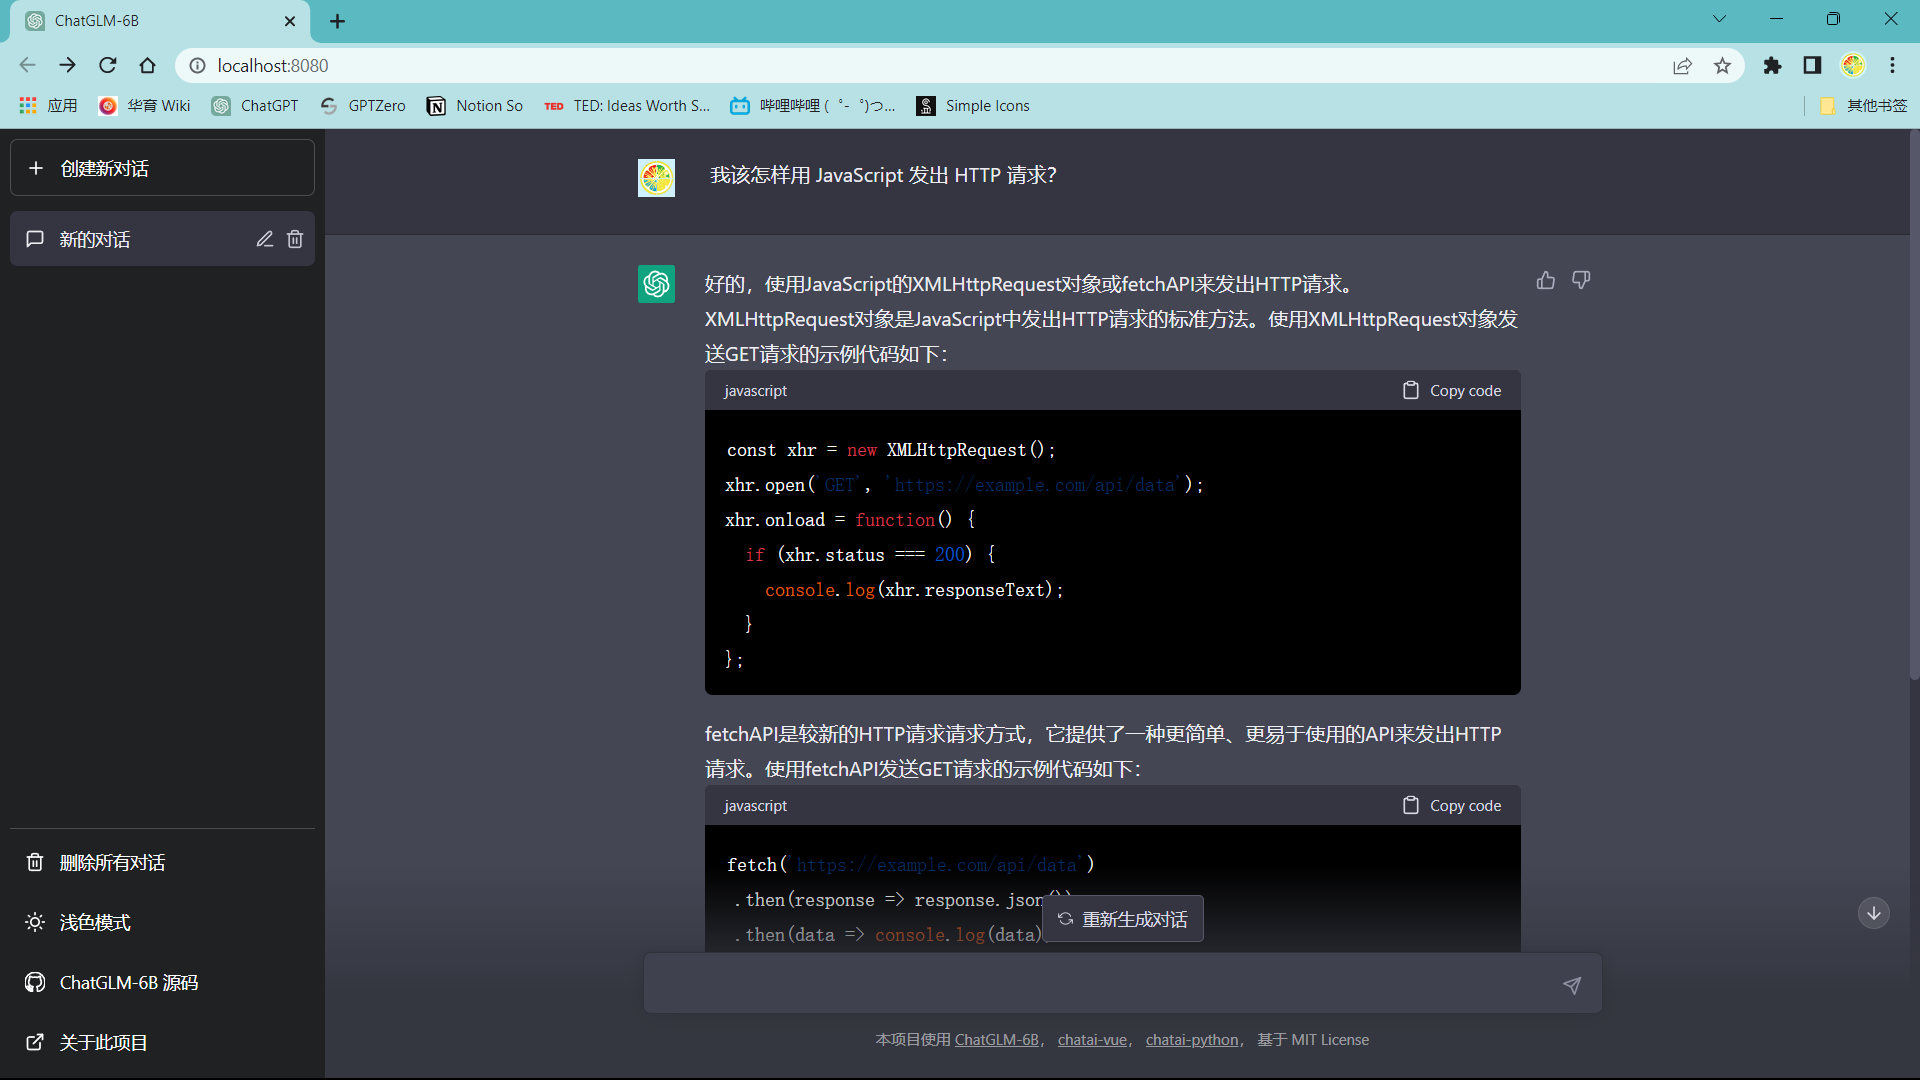 ChatGLM-6B
localhost:8080
应用
华育 Wiki
ChatGPT
GPTZero
Notion So
TED
TED: Ideas Worth S...
哔哩哔哩 ( ゜- ゜)つ...
Simple Icons
其他书签
创建新对话
新的对话
删除所有对话
浅色模式
ChatGLM-6B 源码
关于此项目
我该怎样用 JavaScript 发出 HTTP 请求?
好的，使用JavaScript的XMLHttpRequest对象或fetchAPI来发出HTTP请求。
XMLHttpRequest对象是JavaScript中发出HTTP请求的标准方法。使用XMLHttpRequest对象发
送GET请求的示例代码如下：
javascript
Copy code
const xhr = new XMLHttpRequest();
xhr.open('GET', 'https://example.com/api/data');
xhr.onload = function() {
  if (xhr.status === 200) {
    console.log(xhr.responseText);
  }
};
fetchAPI是较新的HTTP请求请求方式，它提供了一种更简单、更易于使用的API来发出HTTP
请求。使用fetchAPI发送GET请求的示例代码如下：
javascript
Copy code
fetch('https://example.com/api/data')
.then(response => response.json())
.then(data => console.log(data)
重新生成对话
本项目使用 ChatGLM-6B， chatai-vue， chatai-python， 基于 MIT License